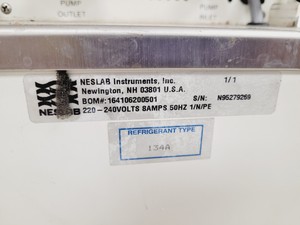 PUMP
OUTLET
PUMP
INLET
NESLAB Instruments, Inc. 1/1
Newington, NH 03801 U.S.A.
BOM#:164106200501 S/N: N95279268
NESLAB 220-240VOLTS 8AMPS 50HZ 1/N/PE
REFRIGERANT TYPE
134A